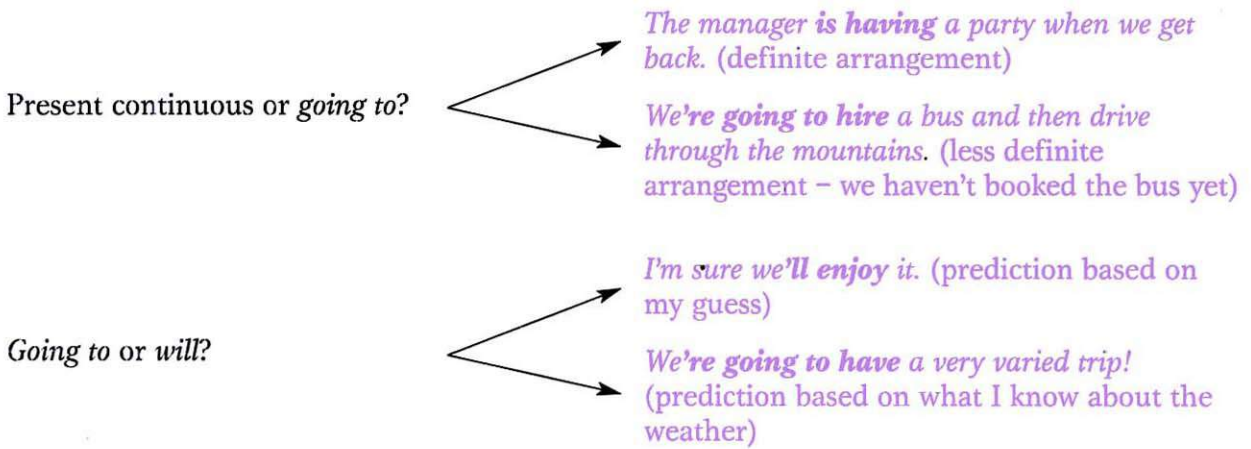 The manager is having a party when we get
back. (definite arrangement)
Present continuous or going to?
We're going to hire a bus and then drive
through the mountains. (less definite
arrangement – we haven't booked the bus yet)
I'm sure we'll enjoy it. (prediction based on
my guess)
Going to or will?
We're going to have a very varied trip!
(prediction based on what I know about the
weather)